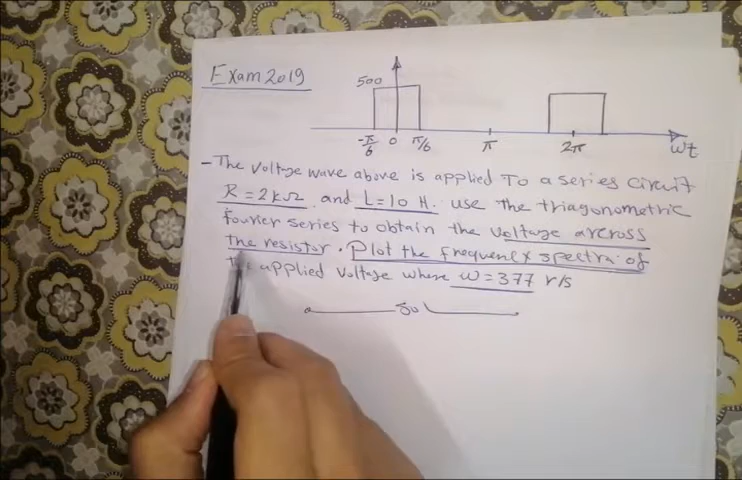 Exam 2019
500
-π/6 0 π/6 π 2π ωt
- The voltage wave above is applied To a series circuit
R = 2kΩ and L = 10 H. use the triagonometric
fourier series to obtain the voltage arcross
the resistor. Plot the frequency spectra of
the applied voltage where ω = 377 r/s